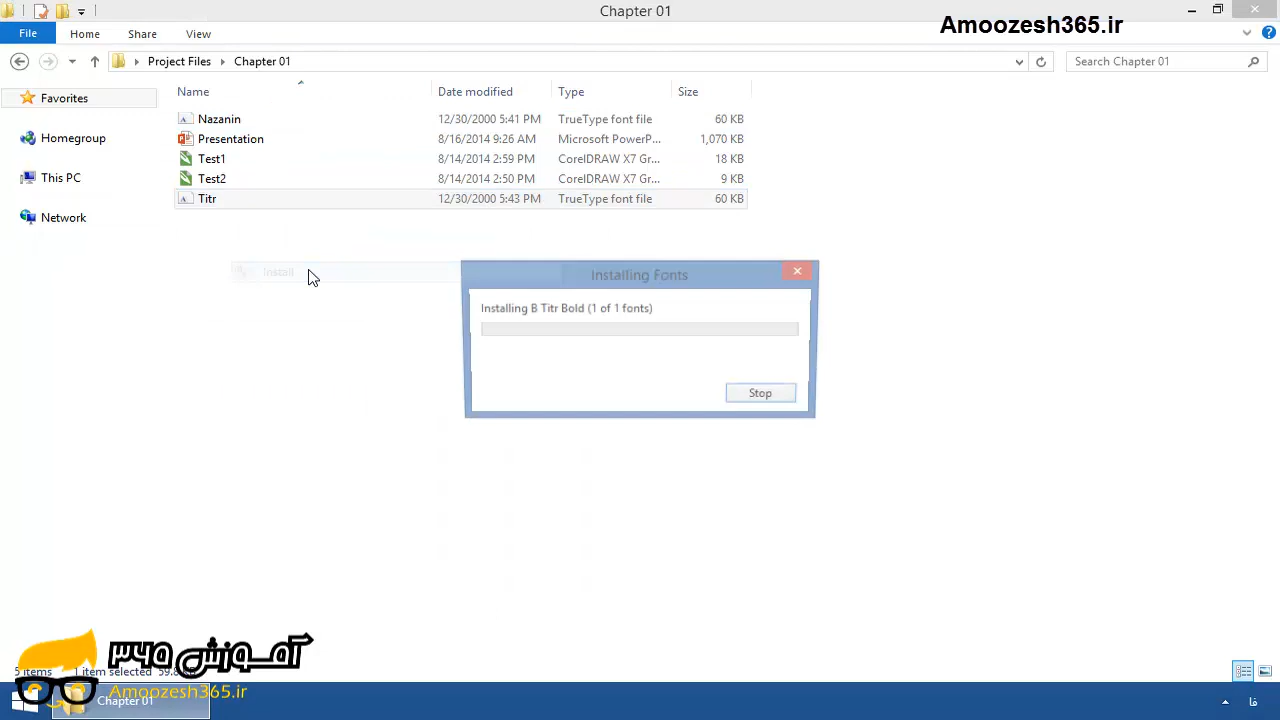 Chapter 01
Amoozesh365.ir
File Home Share View
Project Files Chapter 01 Search Chapter 01
Favorites
Homegroup
This PC
Network
Name Date modified Type Size
Nazanin 12/30/2000 5:41 PM TrueType font file 60 KB
Presentation 8/16/2014 9:26 AM Microsoft PowerP... 1,070 KB
Test1 8/14/2014 2:59 PM CorelDRAW X7 Gr... 18 KB
Test2 8/14/2014 2:50 PM CorelDRAW X7 Gr... 9 KB
Titr 12/30/2000 5:43 PM TrueType font file 60 KB
Install
Installing Fonts
Installing B Titr Bold (1 of 1 fonts)
Stop
آموزش ۳۶۵
5 items 1 item selected 59.8
Amoozesh365.ir
Chapter 01
فا